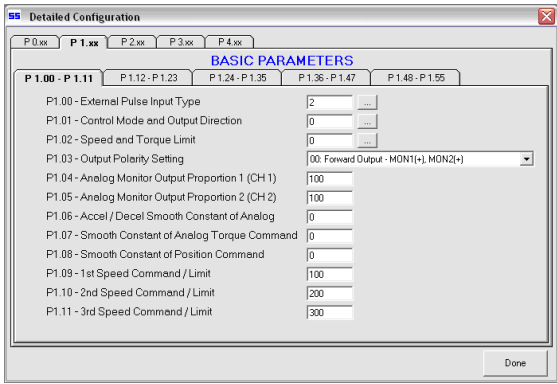 SS Detailed Configuration
P 0.xx P 1.xx P 2.xx P 3.xx P 4.xx
BASIC PARAMETERS
P 1.00 - P 1.11 P 1.12 - P 1.23 P 1.24 - P 1.35 P 1.36 - P 1.47 P 1.48 - P 1.55
P1.00 - External Pulse Input Type 2 ...
P1.01 - Control Mode and Output Direction 0 ...
P1.02 - Speed and Torque Limit 0 ...
P1.03 - Output Polarity Setting 00: Forward Output - MON1(+), MON2(+)
P1.04 - Analog Monitor Output Proportion 1 (CH 1) 100
P1.05 - Analog Monitor Output Proportion 2 (CH 2) 100
P1.06 - Accel / Decel Smooth Constant of Analog 0
P1.07 - Smooth Constant of Analog Torque Command 0
P1.08 - Smooth Constant of Position Command 0
P1.09 - 1st Speed Command / Limit 100
P1.10 - 2nd Speed Command / Limit 200
P1.11 - 3rd Speed Command / Limit 300
Done